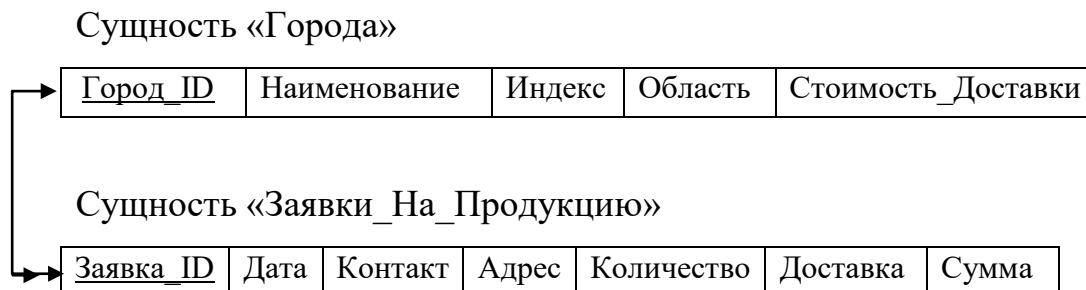 Сущность «Города»
Город_ID Наименование Индекс Область Стоимость_Доставки
Сущность «Заявки_На_Продукцию»
Заявка_ID Дата Контакт Адрес Количество Доставка Сумма